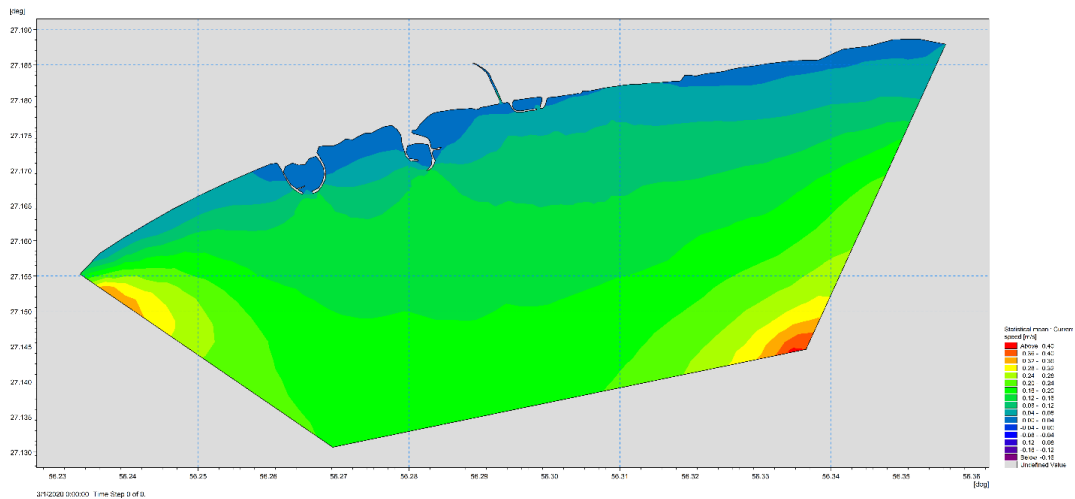 [deg]
27.190
27.185
27.180
27.175
27.170
27.165
27.160
27.155
27.150
27.145
27.140
27.135
27.130
56.23 56.24 56.25 56.26 56.27 56.28 56.29 56.30 56.31 56.32 56.33 56.34 56.35 56.36
[deg]
3/1/2020 0:00:00 Time Step 0 of 0.
Statistical mean : Current
speed [m/s]
Above 0.40
0.36 - 0.40
0.32 - 0.36
0.28 - 0.32
0.24 - 0.28
0.20 - 0.24
0.16 - 0.20
0.12 - 0.16
0.08 - 0.12
0.04 - 0.08
0.00 - 0.04
-0.04 - 0.00
-0.08 - -0.04
-0.12 - -0.08
-0.16 - -0.12
Below -0.16
Undefined Value